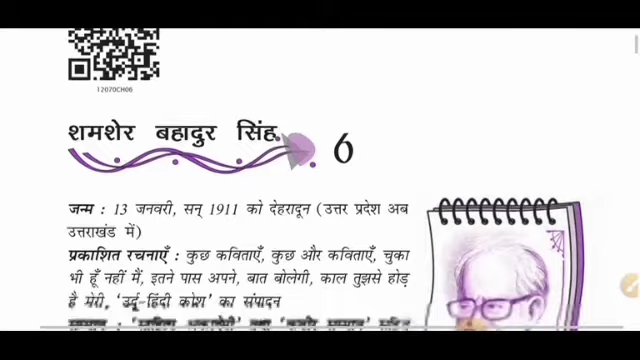 12070CH06
शमशेर बहादुर सिंह
6
जन्म : 13 जनवरी, सन् 1911 को देहरादून (उत्तर प्रदेश अब
उत्तराखंड में)
प्रकाशित रचनाएँ : कुछ कविताएँ, कुछ और कविताएँ, चुका
भी हूँ नहीं मैं, इतने पास अपने, बात बोलेगी, काल तुझसे होड़
है मेरी, 'उर्दू-हिंदी कोश' का संपादन